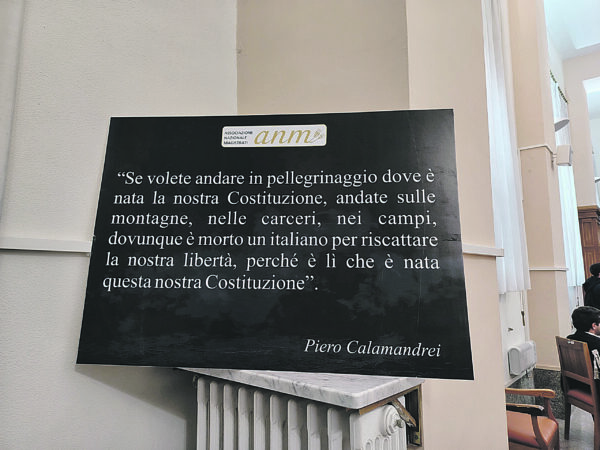 ASSOCIAZIONE
NAZIONALE
MAGISTRATI
anm
“Se volete andare in pellegrinaggio dove è
nata la nostra Costituzione, andate sulle
montagne, nelle carceri, nei campi,
dovunque è morto un italiano per riscattare
la nostra libertà, perché è lì che è nata
questa nostra Costituzione”.
Piero Calamandrei